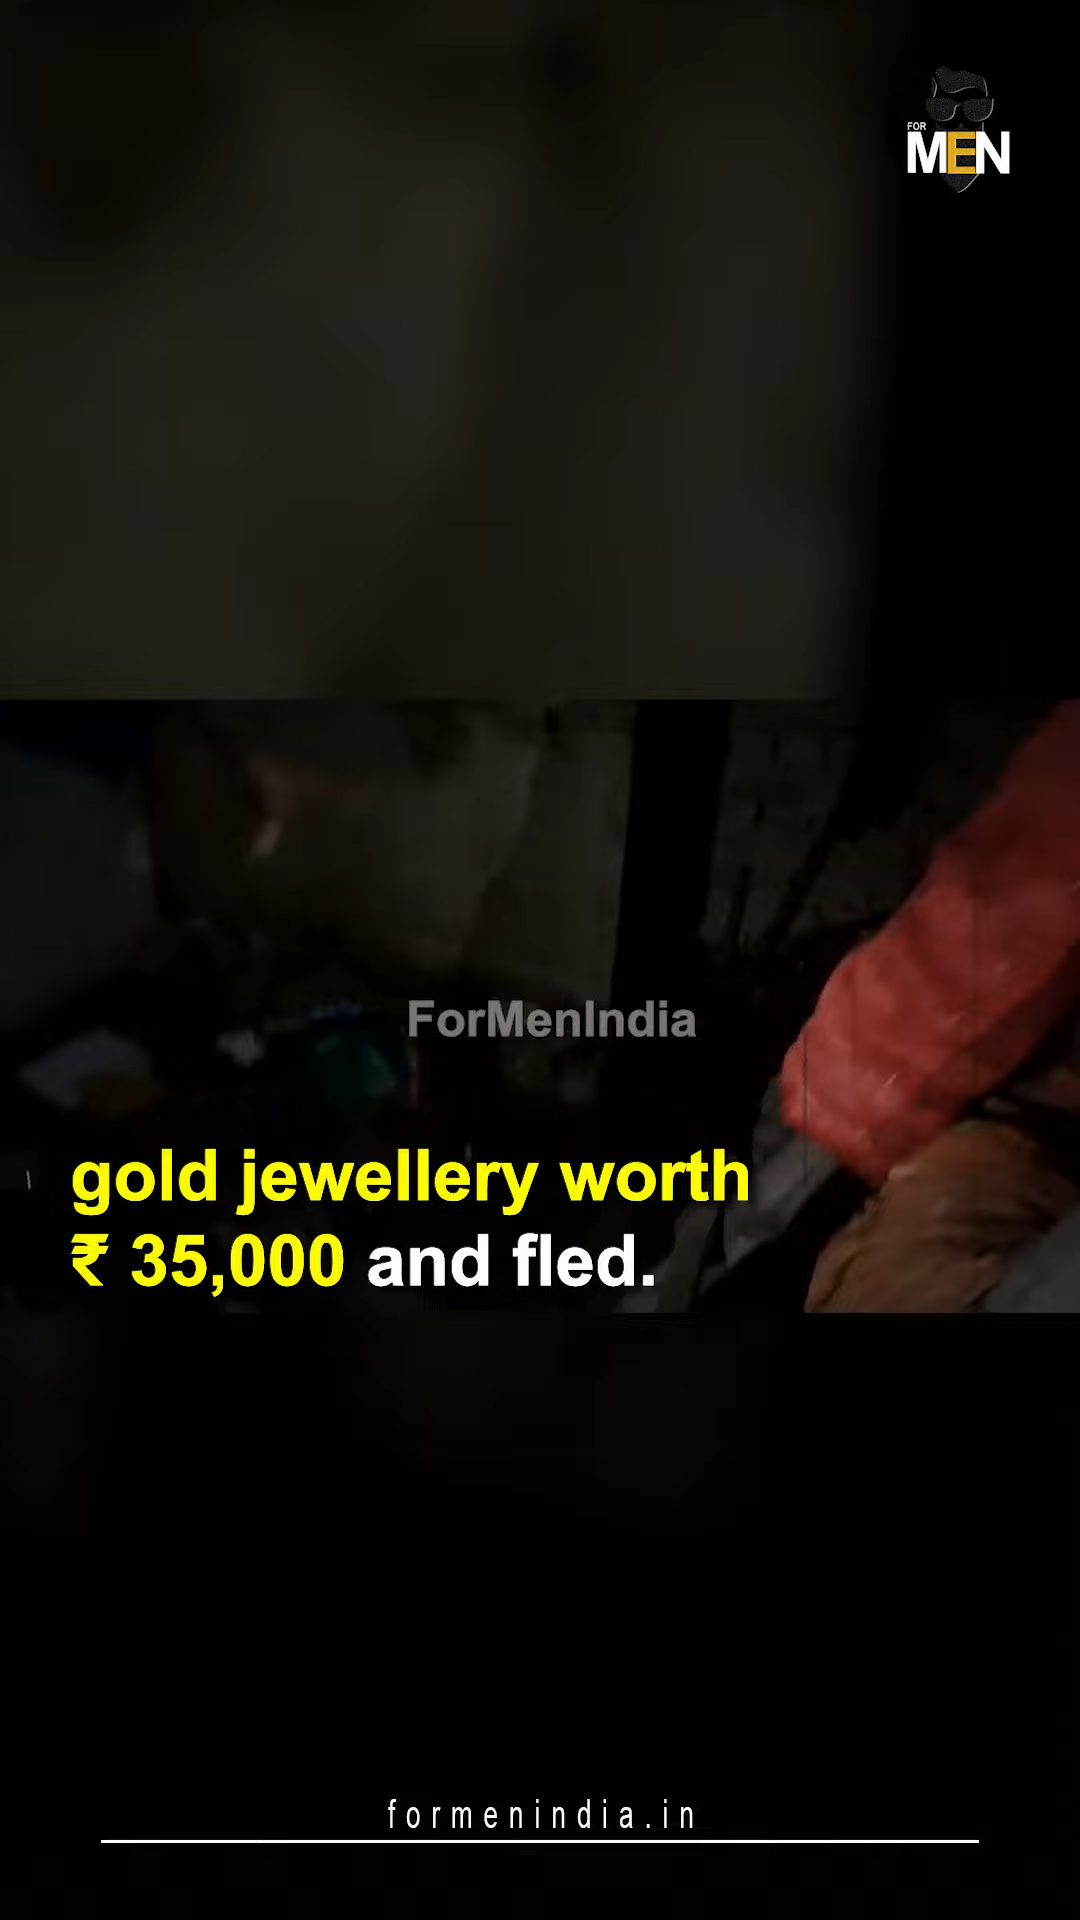 FOR
MEN
ForMenIndia
gold jewellery worth
₹ 35,000 and fled.
formenindia.in